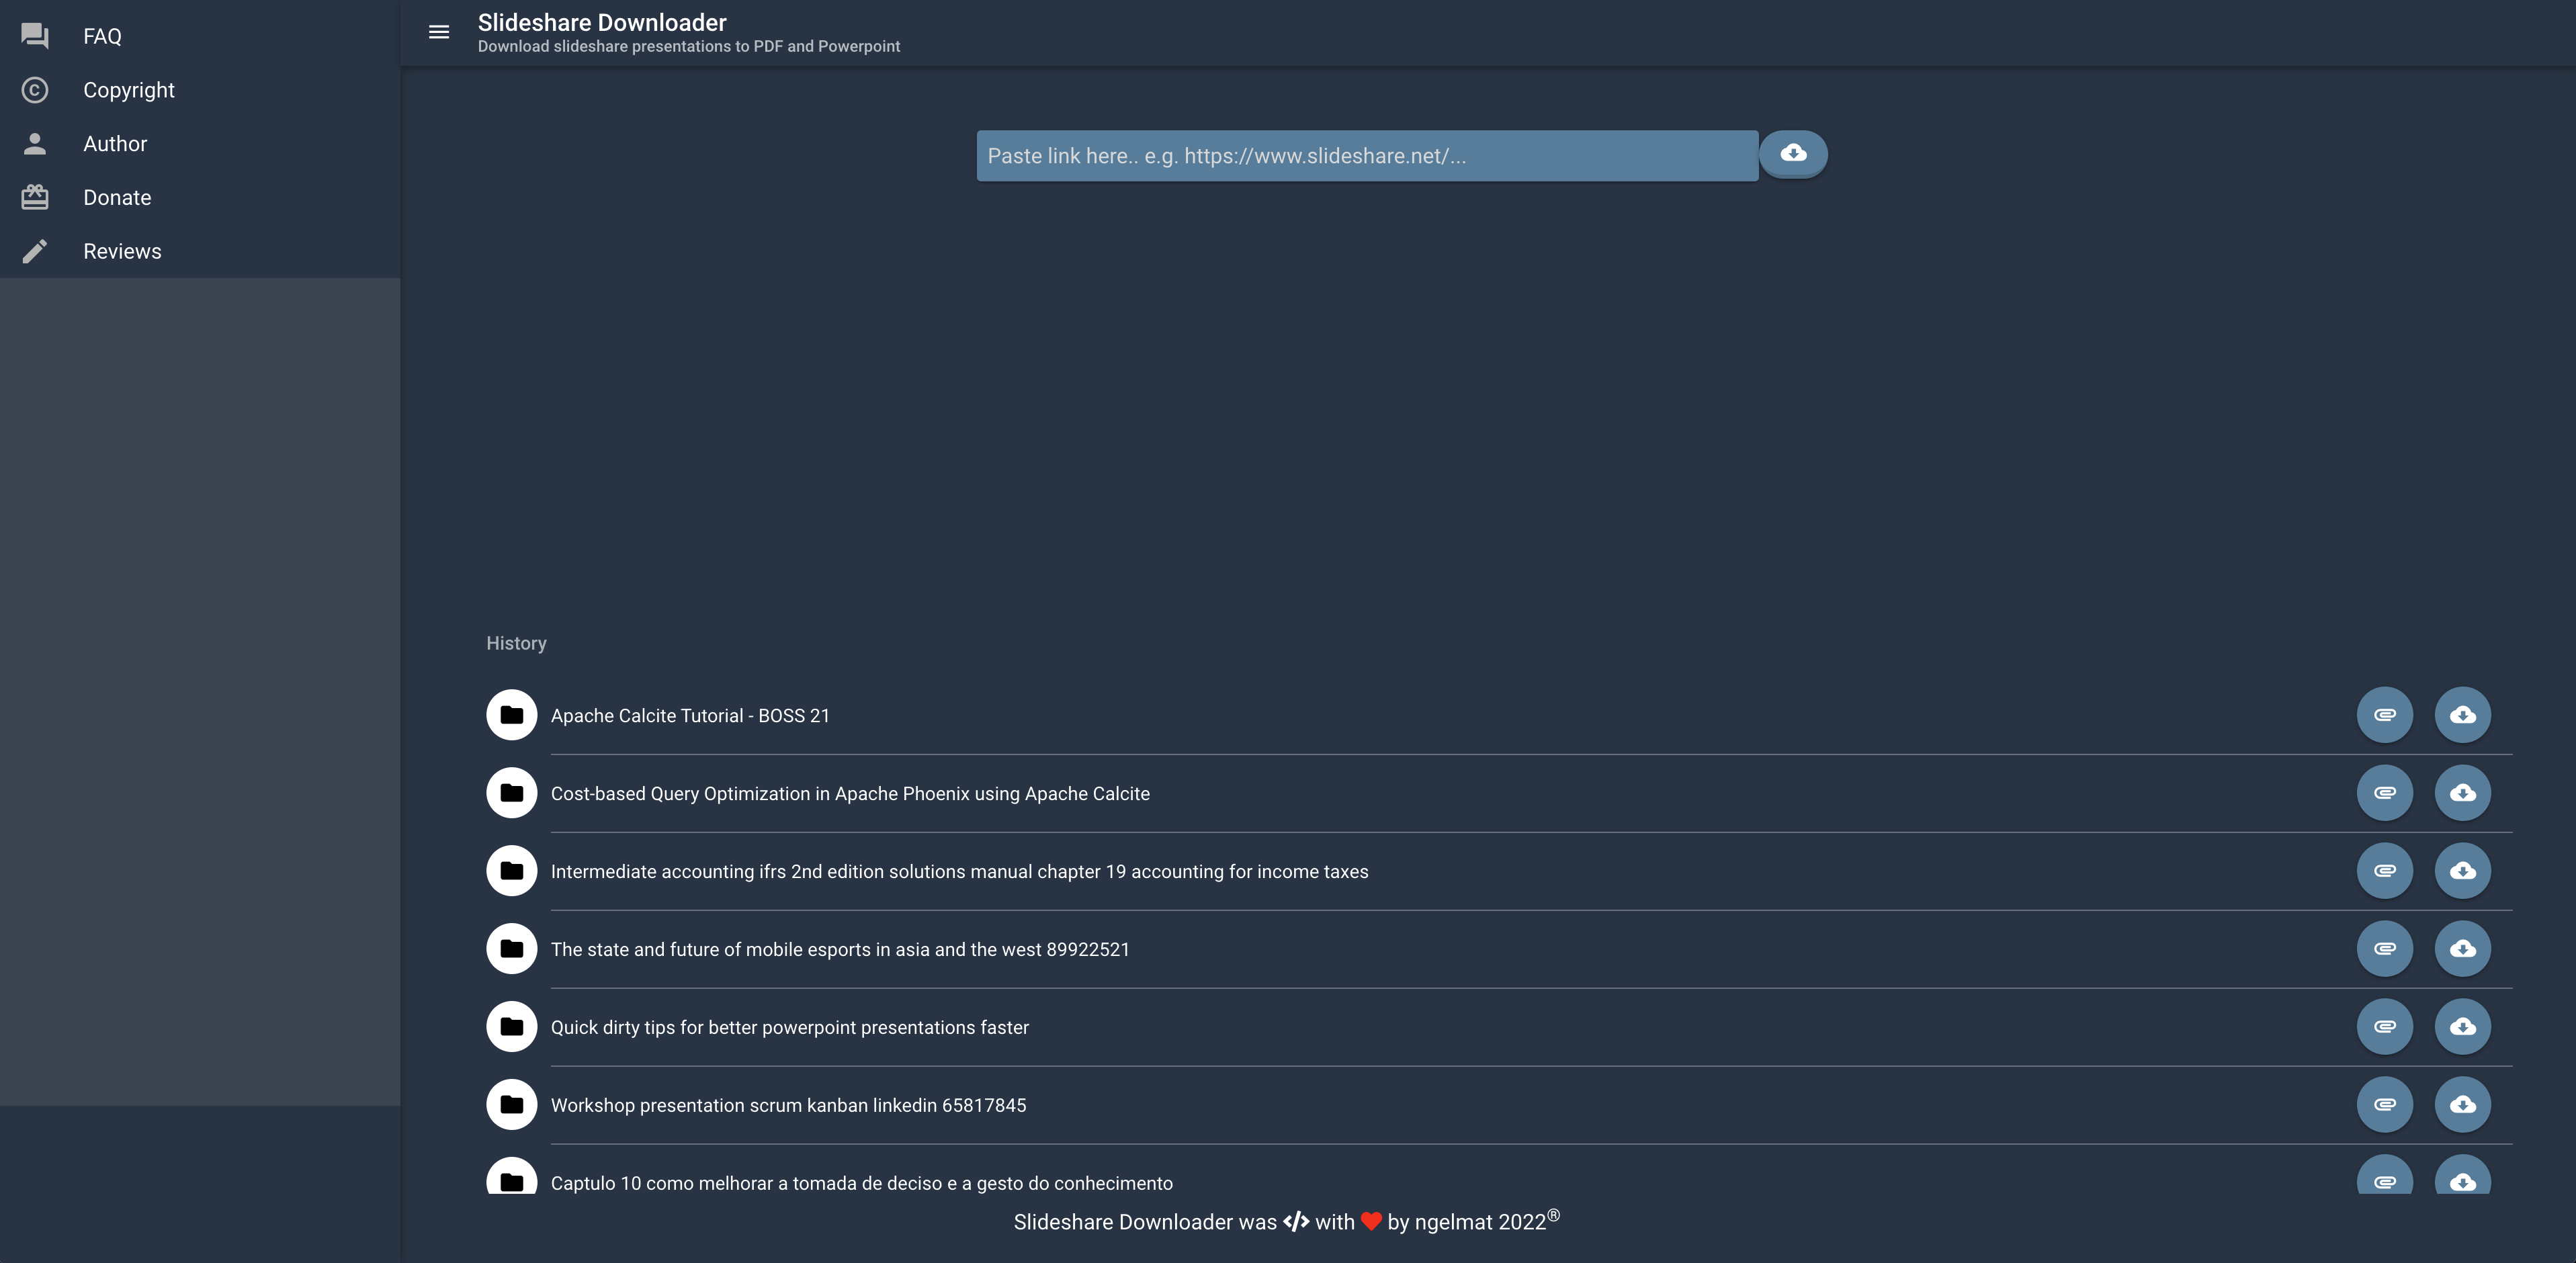 FAQ
Copyright
Author
Donate
Reviews
Slideshare Downloader
Download slideshare presentations to PDF and Powerpoint
Paste link here.. e.g. https://www.slideshare.net/...
History
Apache Calcite Tutorial - BOSS 21
Cost-based Query Optimization in Apache Phoenix using Apache Calcite
Intermediate accounting ifrs 2nd edition solutions manual chapter 19 accounting for income taxes
The state and future of mobile esports in asia and the west 89922521
Quick dirty tips for better powerpoint presentations faster
Workshop presentation scrum kanban linkedin 65817845
Captulo 10 como melhorar a tomada de deciso e a gesto do conhecimento
Slideshare Downloader was </> with ❤ by ngelmat 2022®